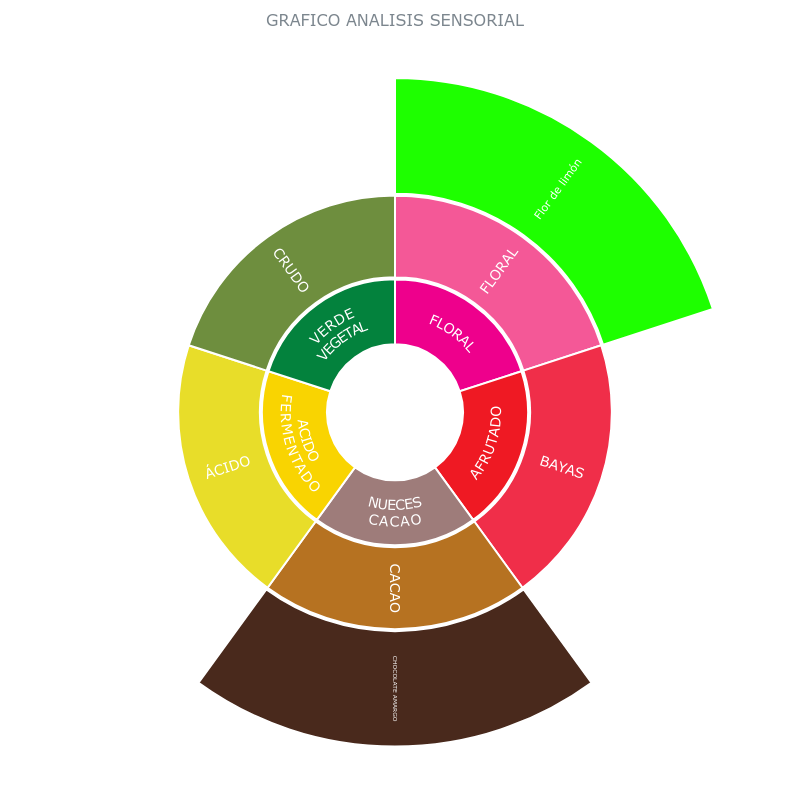 GRAFICO ANALISIS SENSORIAL
Flor de limón
CRUDO
FLORAL
VERDE
VEGETAL
FLORAL
ÁCIDO
ACIDO
FERMENTADO
AFRUTADO
BAYAS
NUECES
CACAO
CACAO
CHOCOLATE AMARGO